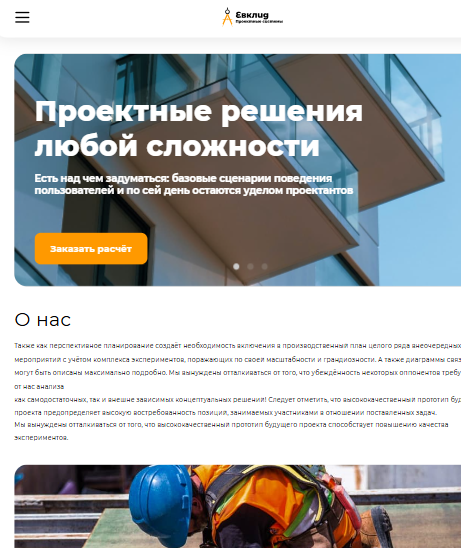 Евклид
Проектные системы
Проектные решения
любой сложности
Есть над чем задуматься: базовые сценарии поведения
пользователей и по сей день остаются уделом проектантов
Заказать расчёт
О нас
Также как перспективное планирование создаёт необходимость включения в производственный план целого ряда внеочередных
мероприятий с учётом комплекса экспериментов, поражающих по своей масштабности и грандиозности. А также диаграммы связ
могут быть описаны максимально подробно. Мы вынуждены отталкиваться от того, что убеждённость некоторых оппонентов требу
от нас анализа
как самодостаточных, так и внешне зависимых концептуальных решений! Следует отметить, что высококачественный прототип буд
проекта предопределяет высокую востребованность позиций, занимаемых участниками в отношении поставленных задач.
Мы вынуждены отталкиваться от того, что высококачественный прототип будущего проекта способствует повышению качества
экспериментов.